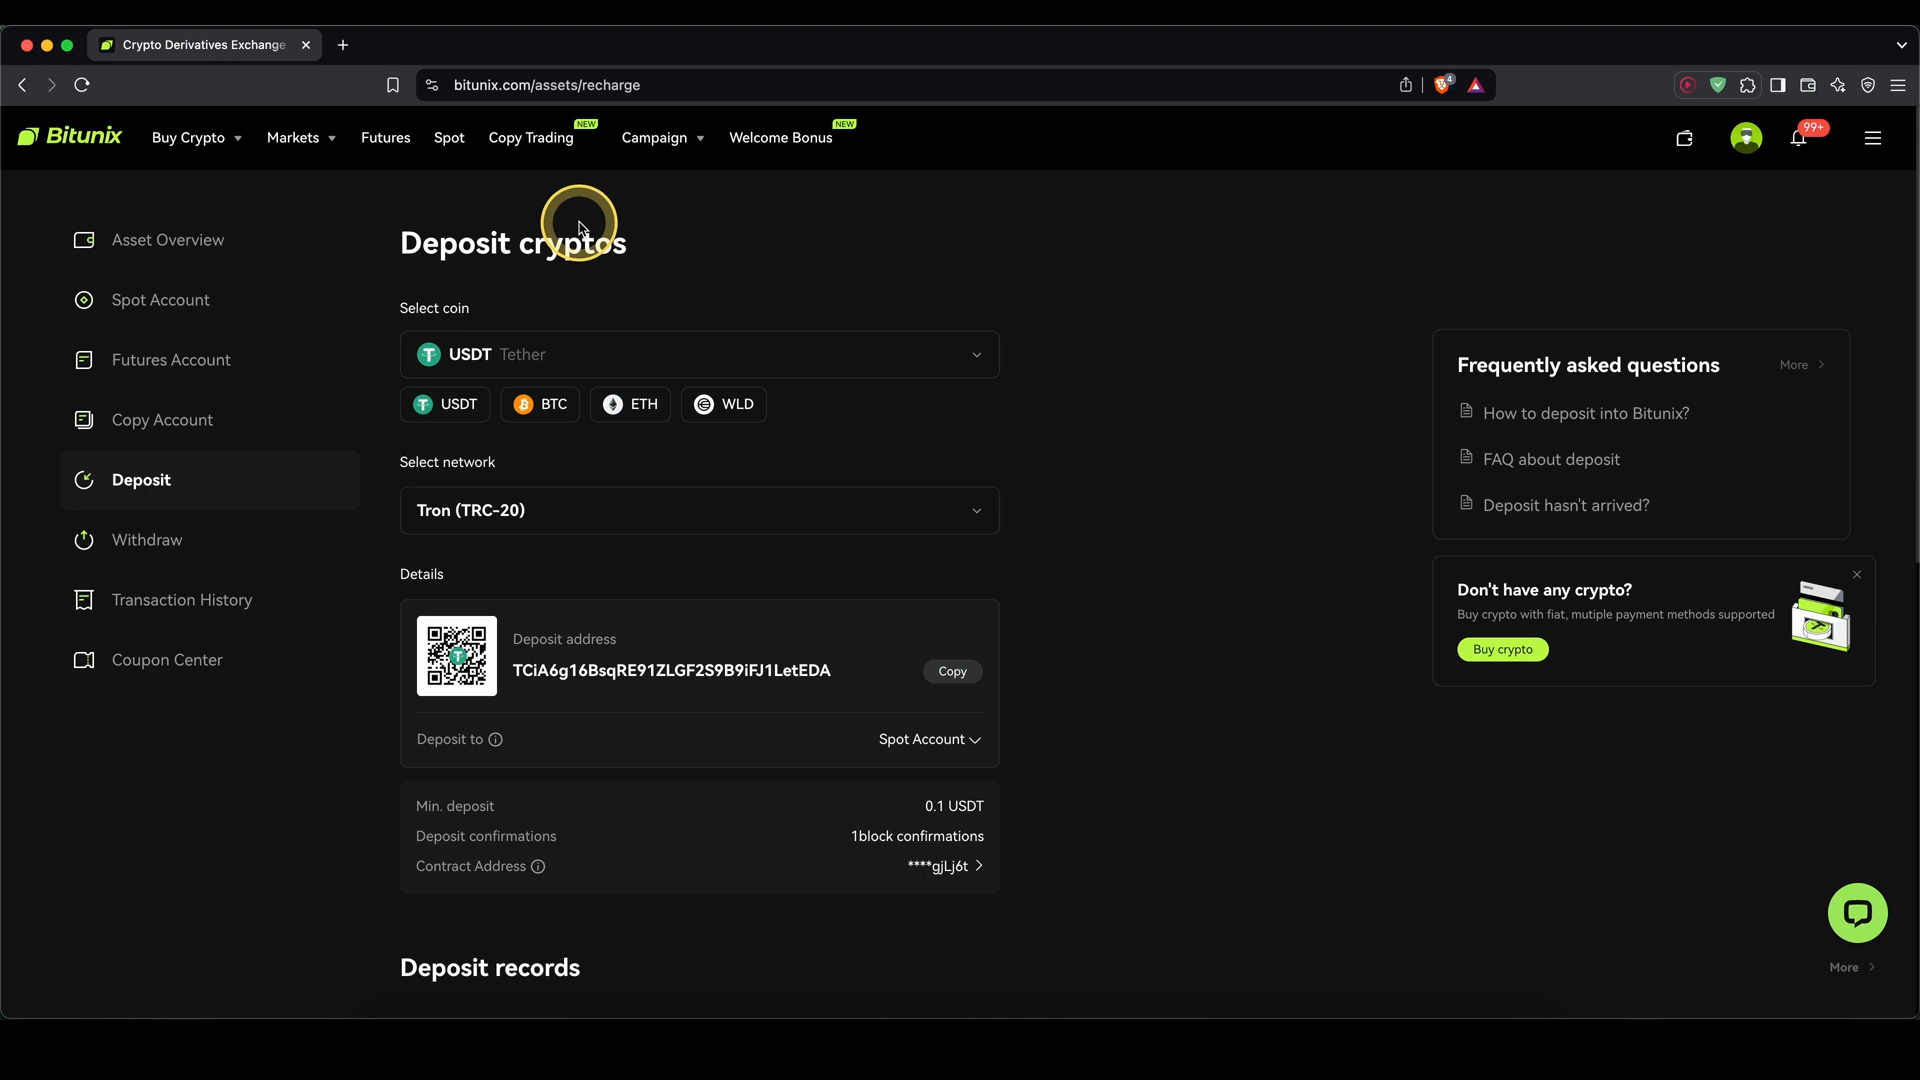 Crypto Derivatives Exchange
bitunix.com/assets/recharge
4
Bitunix
Buy Crypto
Markets
Futures
Spot
Copy Trading
NEW
Campaign
Welcome Bonus
NEW
99+
Asset Overview
Spot Account
Futures Account
Copy Account
Deposit
Withdraw
Transaction History
Coupon Center
Deposit cryptos
Select coin
USDT Tether
USDT
BTC
ETH
WLD
Select network
Tron (TRC-20)
Details
Deposit address
TCiA6g16BsqRE91ZLGF2S9B9iFJ1LetEDA
Copy
Deposit to
Spot Account
Min. deposit
0.1 USDT
Deposit confirmations
1block confirmations
Contract Address
****gjLj6t
Deposit records
More
Frequently asked questions
More
How to deposit into Bitunix?
FAQ about deposit
Deposit hasn't arrived?
Don't have any crypto?
Buy crypto with fiat, mutiple payment methods supported
Buy crypto